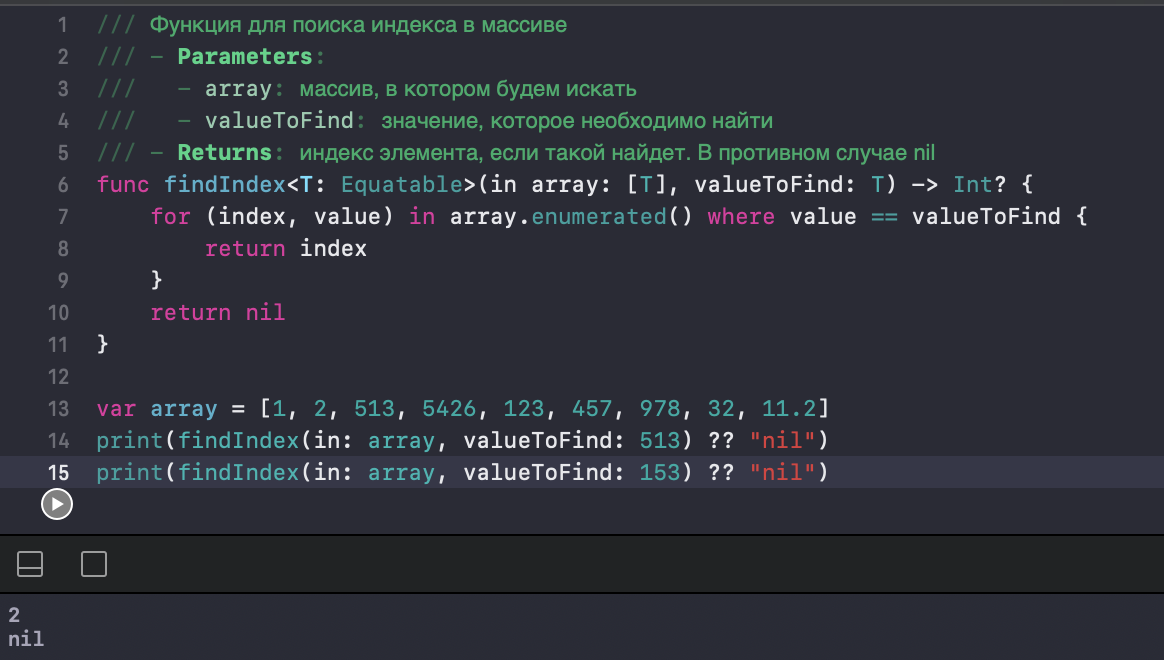 1 /// Функция для поиска индекса в массиве
2 /// - Parameters:
3 ///   - array: массив, в котором будем искать
4 ///   - valueToFind: значение, которое необходимо найти
5 /// - Returns: индекс элемента, если такой найдет. В противном случае nil
6 func findIndex<T: Equatable>(in array: [T], valueToFind: T) -> Int? {
7     for (index, value) in array.enumerated() where value == valueToFind {
8         return index
9     }
10     return nil
11 }
12
13 var array = [1, 2, 513, 5426, 123, 457, 978, 32, 11.2]
14 print(findIndex(in: array, valueToFind: 513) ?? "nil")
15 print(findIndex(in: array, valueToFind: 153) ?? "nil")
2
nil